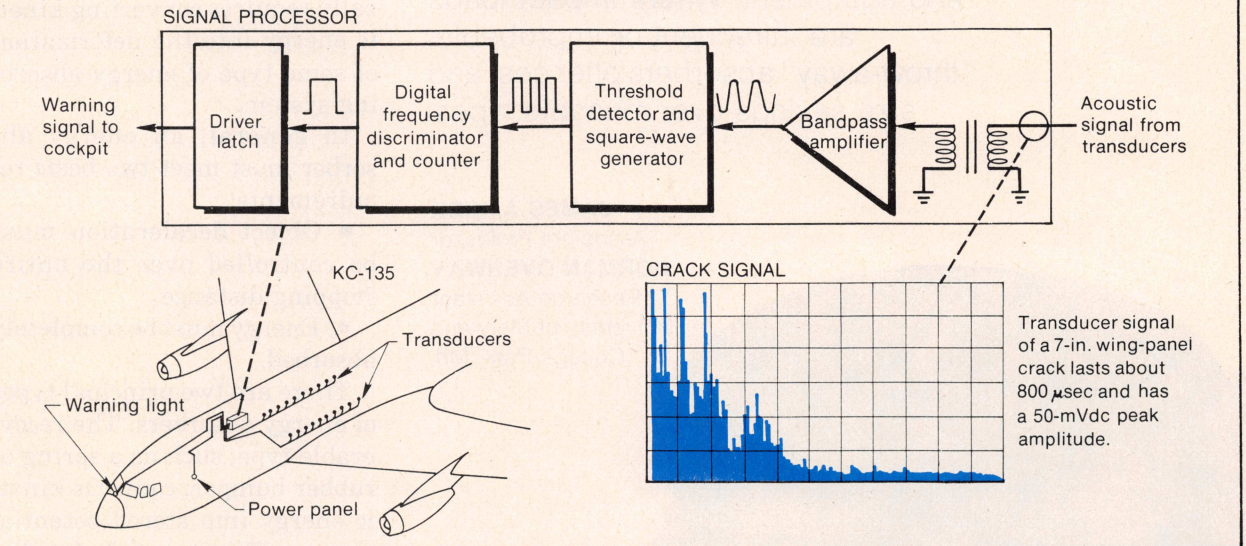 SIGNAL PROCESSOR
Warning
signal to
cockpit
Driver
latch
Digital
frequency
discriminator
and counter
Threshold
detector and
square-wave
generator
Bandpass
amplifier
Acoustic
signal from
transducers
KC-135
Transducers
Warning light
Power panel
CRACK SIGNAL
Transducer signal
of a 7-in. wing-panel
crack lasts about
800 μsec and has
a 50-mVdc peak
amplitude.